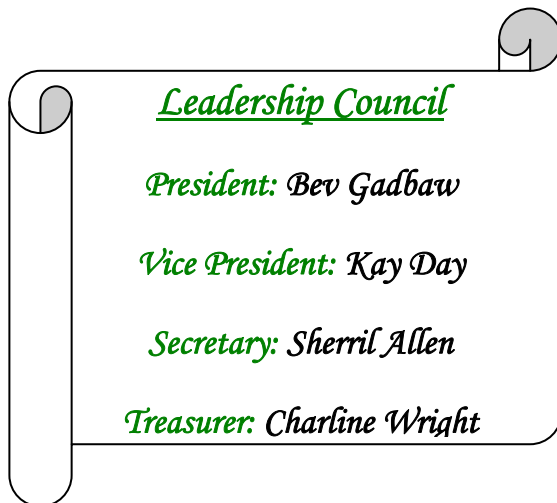 Leadership Council
President: Bev Gadbaw
Vice President: Kay Day
Secretary: Sherril Allen
Treasurer: Charline Wright